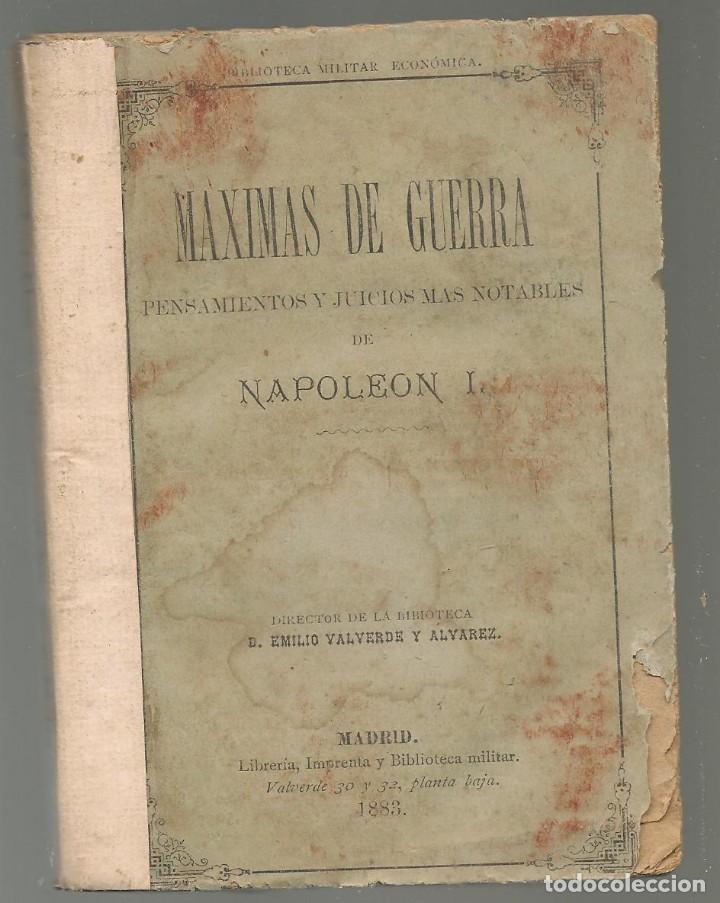 BIBLIOTECA MILITAR ECONÓMICA.
MÁXIMAS DE GUERRA
PENSAMIENTOS Y JUICIOS MAS NOTABLES
DE
NAPOLEON I.
DIRECTOR DE LA BIBIOTECA
D. EMILIO VALVERDE Y ALVAREZ.
MADRID.
Librería, Imprenta y Biblioteca militar.
Valverde 30 y 32, planta baja.
1883.
todocoleccion